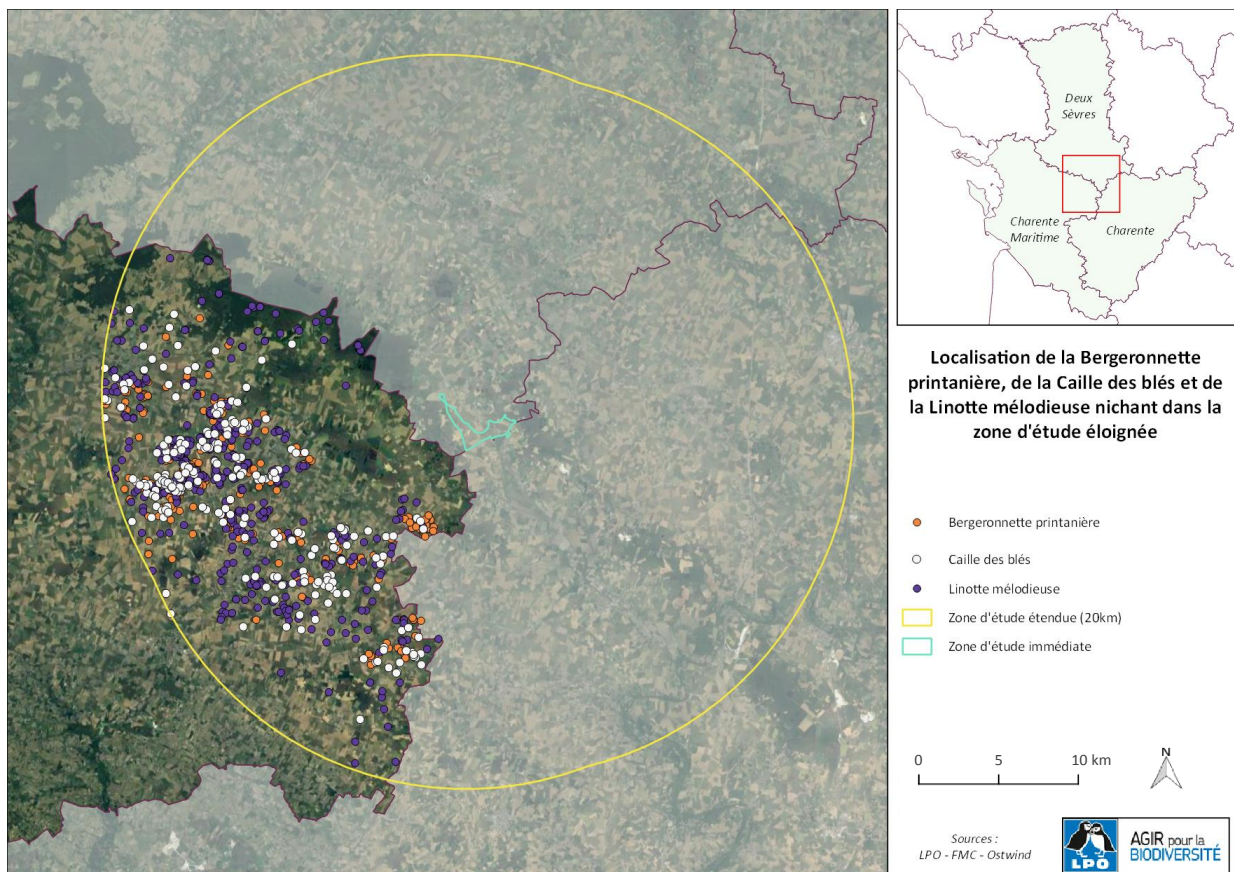 Deux
Sèvres
Charente
Maritime
Charente
Localisation de la Bergeronnette
printanière, de la Caille des blés et de
la Linotte mélodieuse nichant dans la
zone d'étude éloignée
Bergeronnette printanière
Caille des blés
Linotte mélodieuse
Zone d'étude étendue (20km)
Zone d'étude immédiate
0 5 10 km
N
Sources :
LPO - FMC - Ostwind
LPO
AGIR pour la
BIODIVERSITÉ